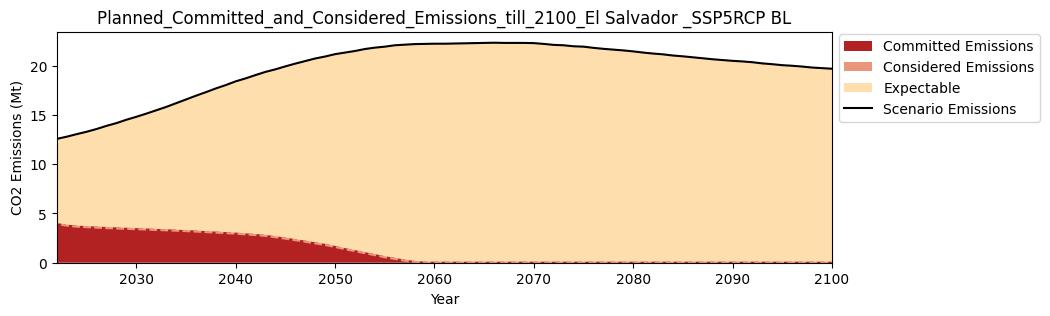 Planned_Committed_and_Considered_Emissions_till_2100_El Salvador _SSP5RCP BL
CO2 Emissions (Mt)
20
15
10
5
0
2030 2040 2050 2060 2070 2080 2090 2100
Year
Committed Emissions
Considered Emissions
Expectable
Scenario Emissions